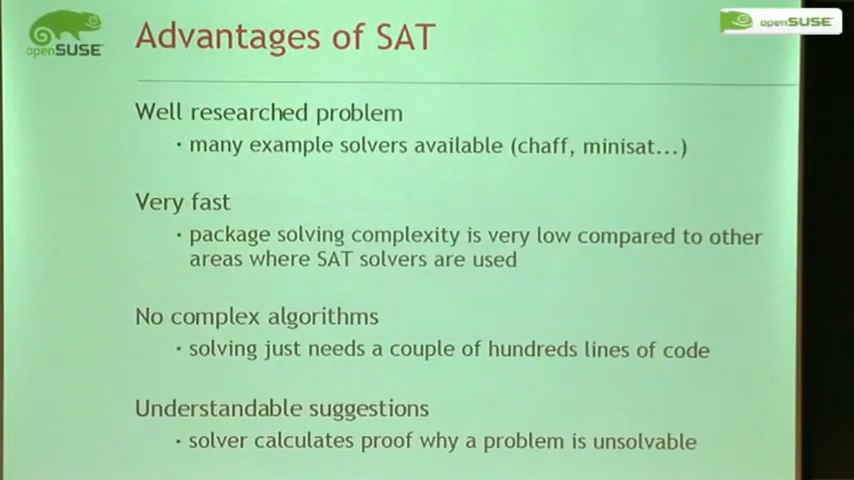 openSUSE
Advantages of SAT
openSUSE
Well researched problem
· many example solvers available (chaff, minisat...)
Very fast
· package solving complexity is very low compared to other
areas where SAT solvers are used
No complex algorithms
· solving just needs a couple of hundreds lines of code
Understandable suggestions
· solver calculates proof why a problem is unsolvable